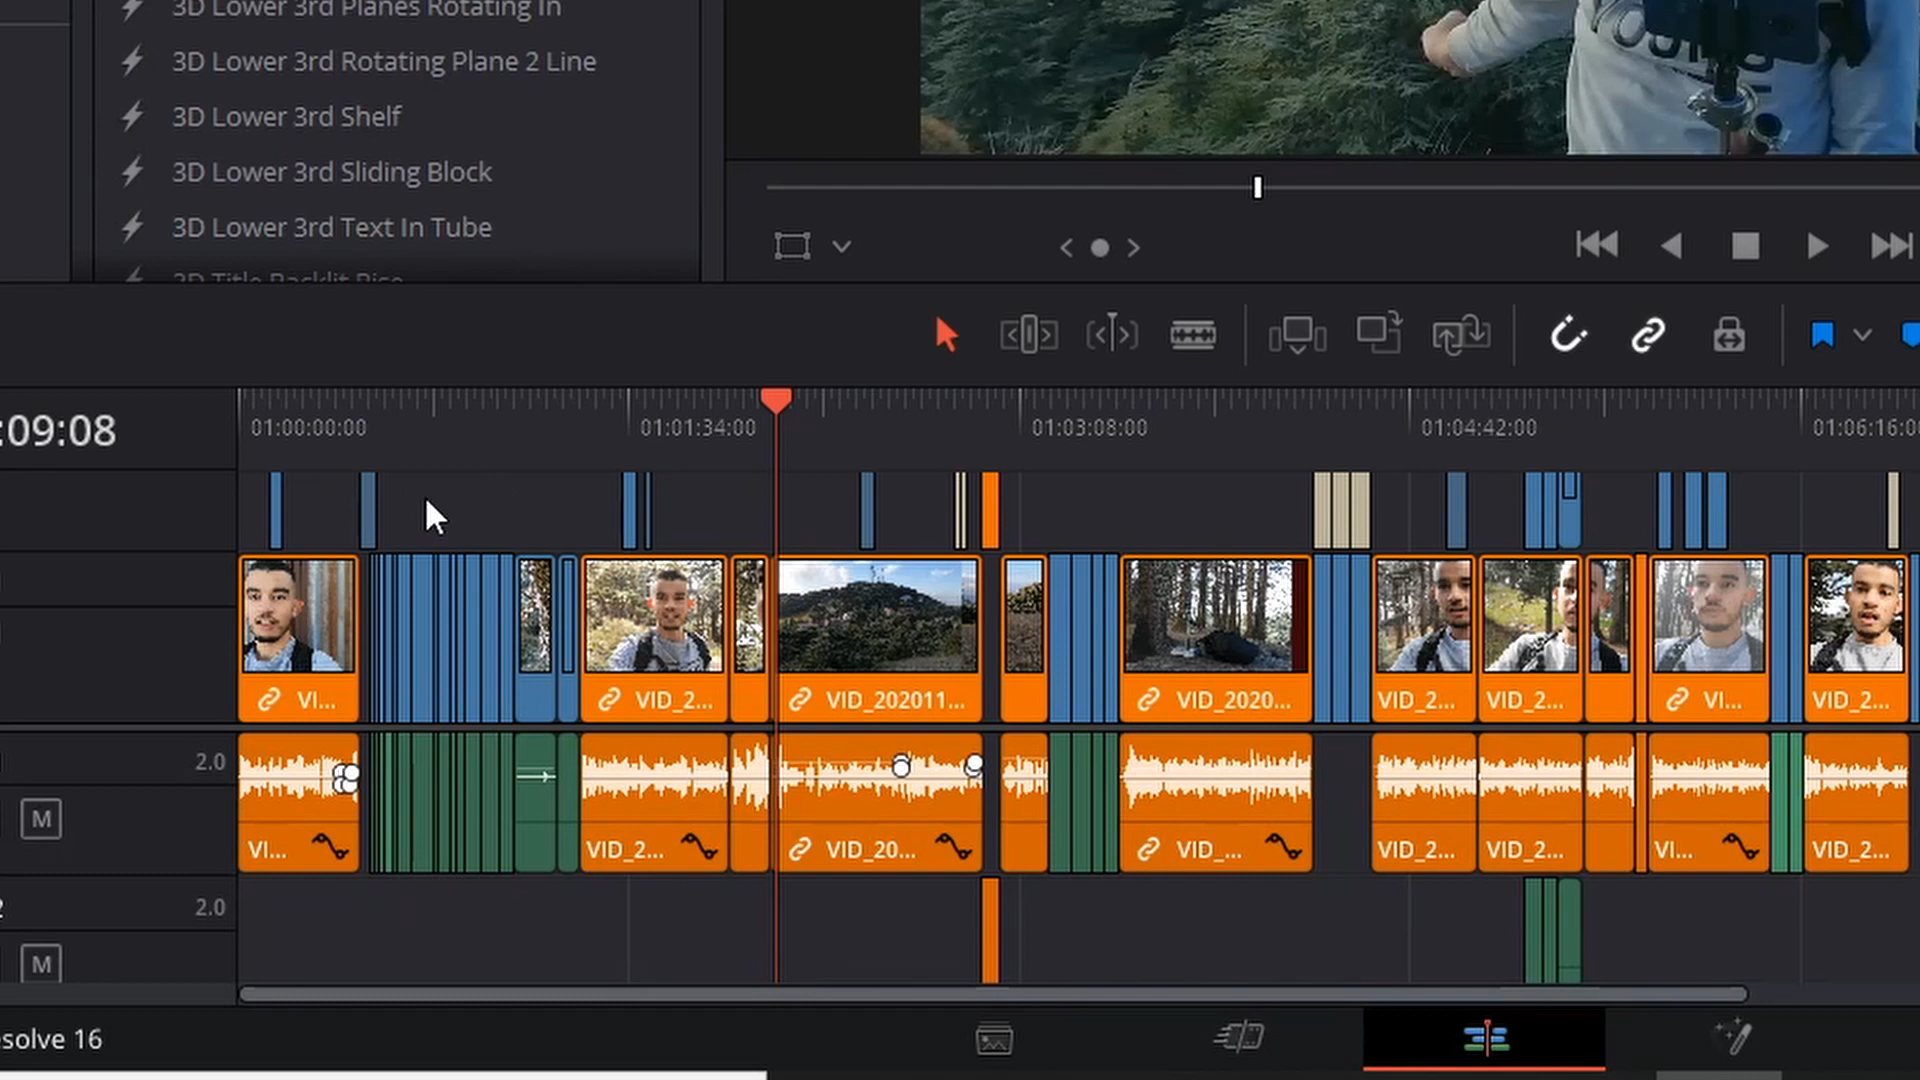 3D Lower 3rd Planes Rotating In
3D Lower 3rd Rotating Plane 2 Line
3D Lower 3rd Shelf
3D Lower 3rd Sliding Block
3D Lower 3rd Text In Tube
3D Title Backlit Rise
YOUNG
:09:08
01:00:00:00
01:01:34:00
01:03:08:00
01:04:42:00
01:06:16:0
VI...
VID_2...
VID_202011...
VID_2020...
VID_2...
VID_2...
VI...
VID_2...
2.0
M
VI...
VID_2...
VID_20...
VID_...
VID_2...
VID_2...
VI...
VID_2...
2
2.0
M
esolve 16